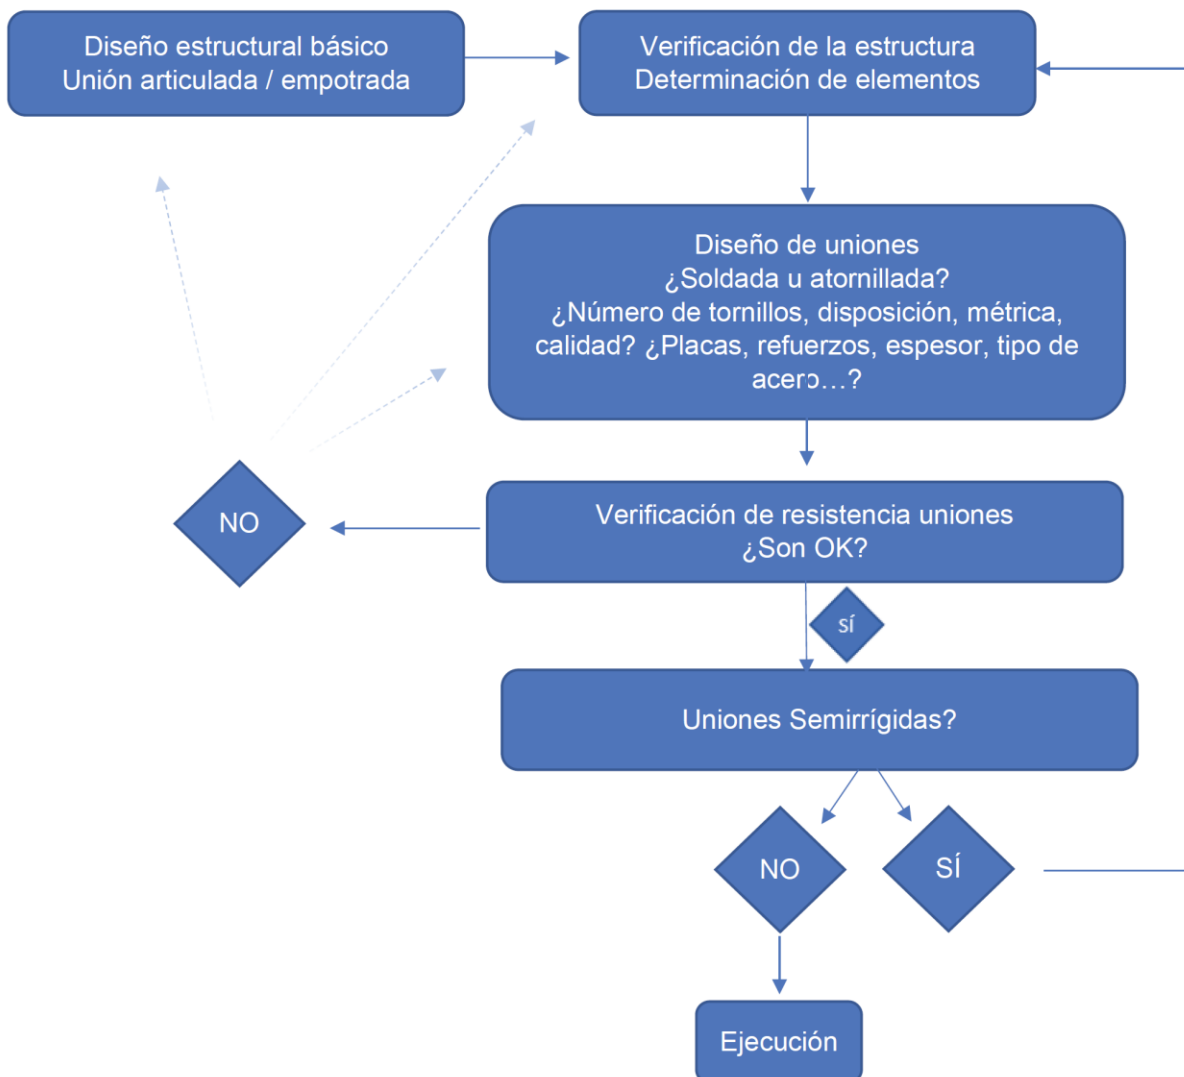 Diseño estructural básico
Unión articulada / empotrada
Verificación de la estructura
Determinación de elementos
Diseño de uniones
¿Soldada u atornillada?
¿Número de tornillos, disposición, métrica,
calidad? ¿Placas, refuerzos, espesor, tipo de
acero…?
NO
Verificación de resistencia uniones
¿Son OK?
sí
Uniones Semirrígidas?
NO
SÍ
Ejecución